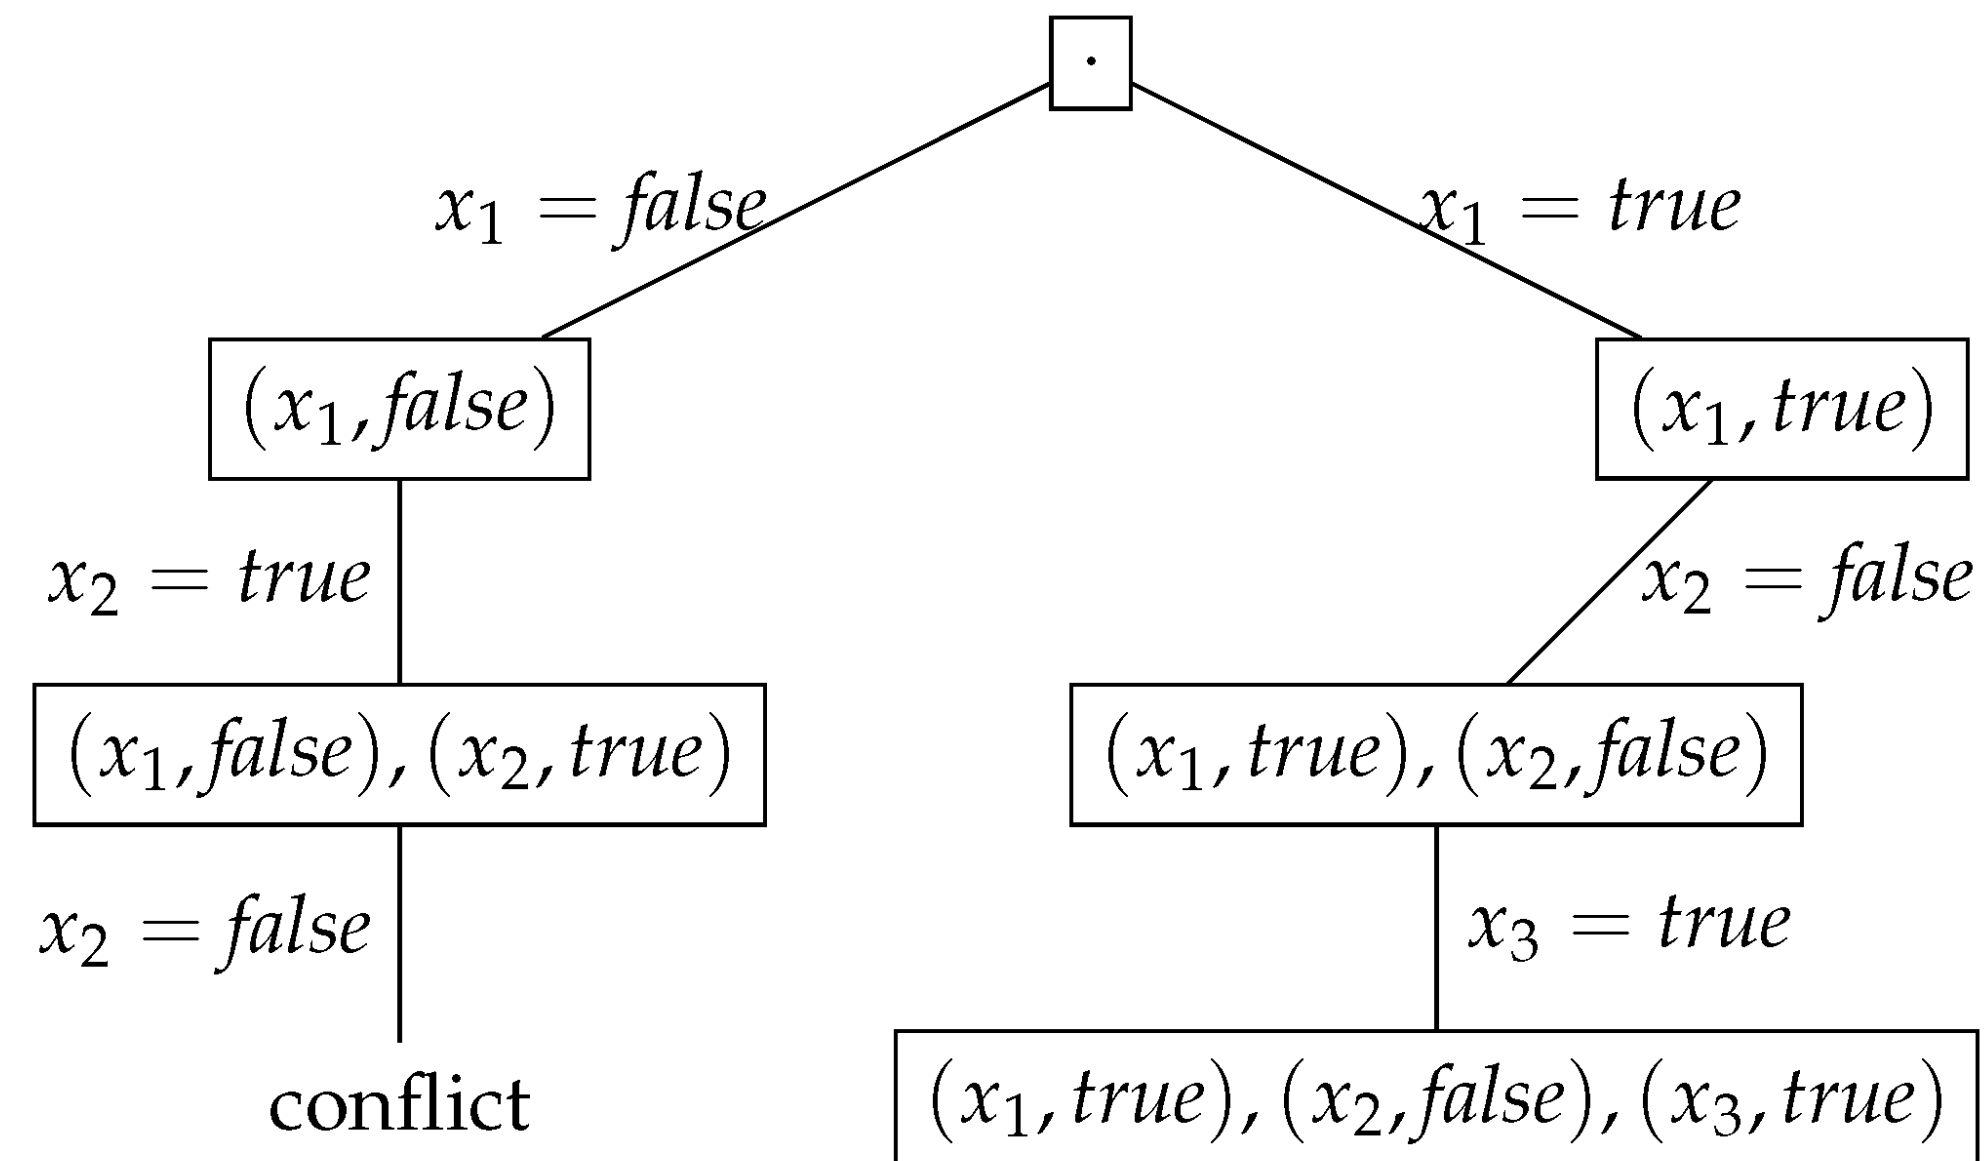 ·
x₁ = false
x₁ = true
(x₁, false)
(x₁, true)
x₂ = true
x₂ = false
(x₁, false), (x₂, true)
(x₁, true), (x₂, false)
x₂ = false
x₃ = true
conflict
(x₁, true), (x₂, false), (x₃, true)